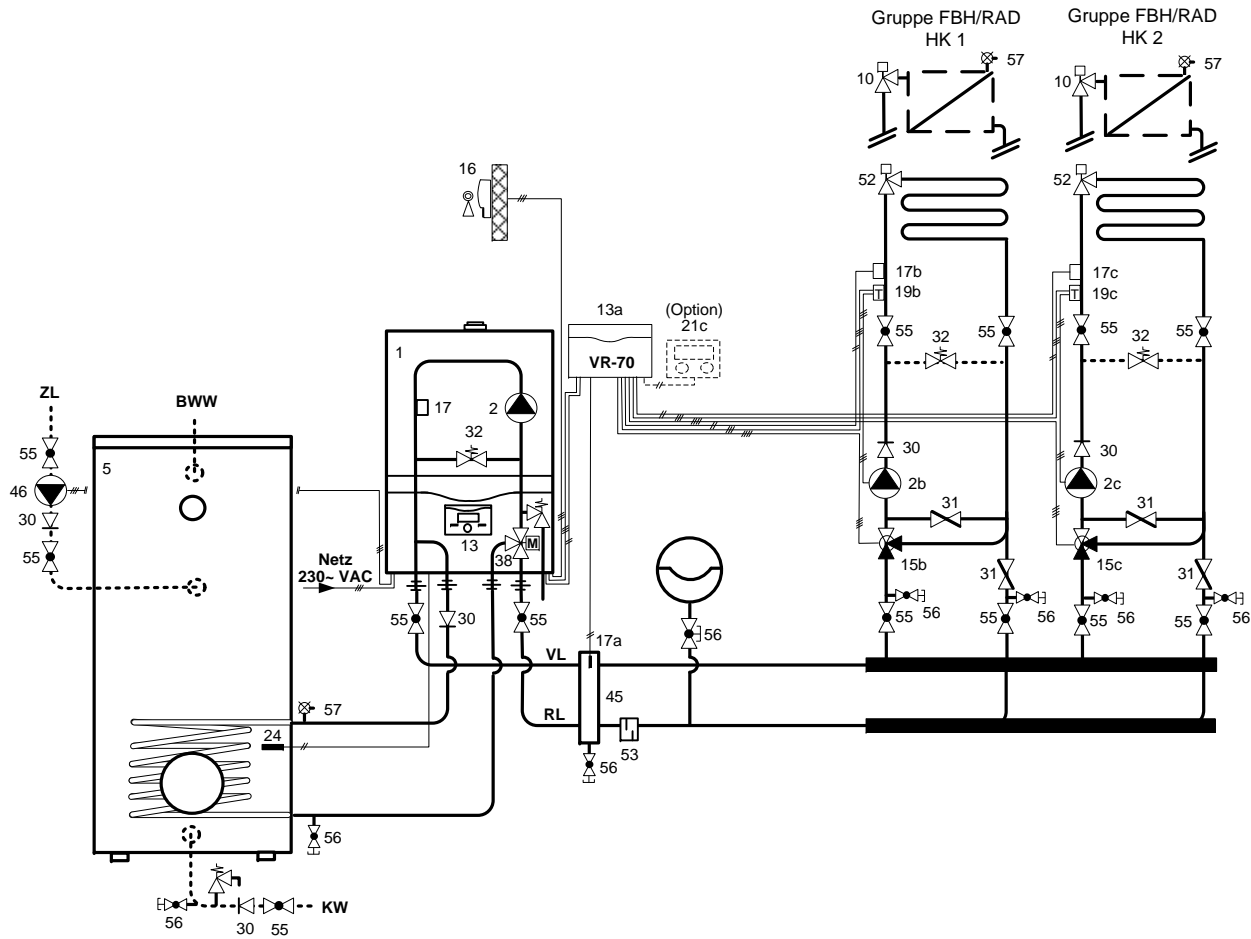 Gruppe FBH/RAD
HK 1
Gruppe FBH/RAD
HK 2
57
57
10
10
16
52
52
17b
19b
17c
19c
(Option)
21c
13a
VR-70
1
17
2
32
55
55
32
55
55
32
ZL
BWW
55
5
46
30
55
30
2b
31
30
2c
31
13
38
M
Netz
230~ VAC
15b
31
15c
31
55
30
55
56
56
56
56
56
55
55
55
55
17a
VL
45
RL
53
56
57
24
56
56
30
55
KW